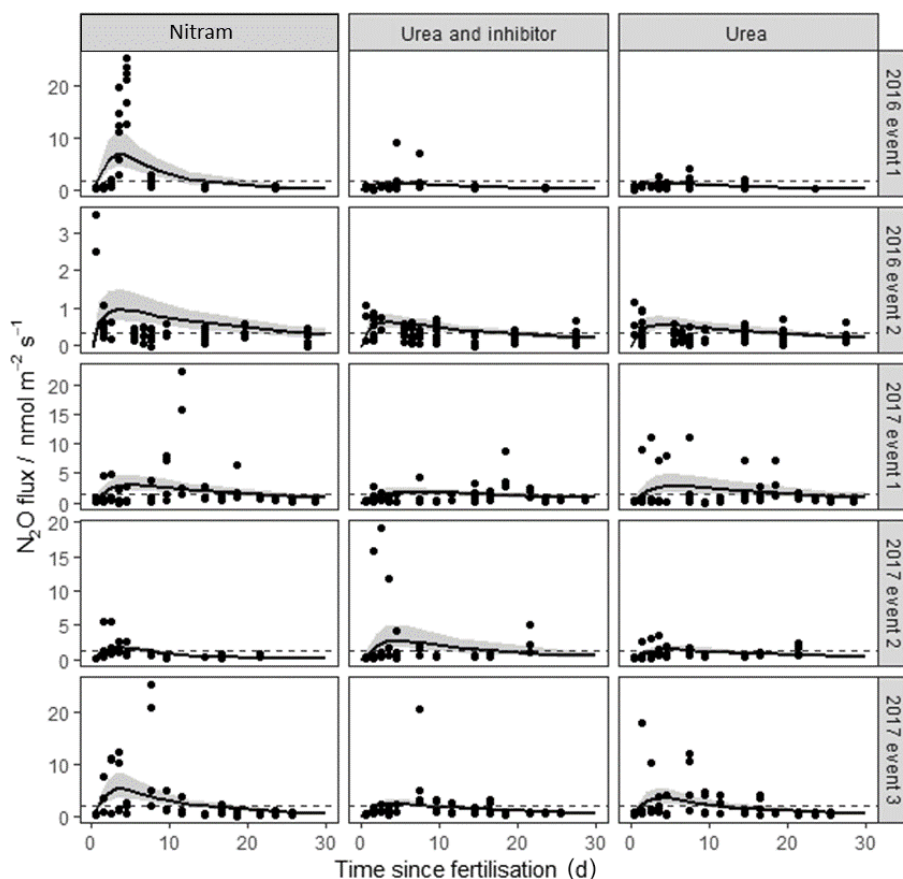 Nitram Urea and inhibitor Urea
20
10
0
2016 event 1
3
2
1
0
2016 event 2
20
15
10
5
0
2017 event 1
20
15
10
5
0
2017 event 2
20
10
0
2017 event 3
N₂O flux / nmol m⁻² s⁻¹
0 10 20 30 0 10 20 30 0 10 20 30
Time since fertilisation (d)